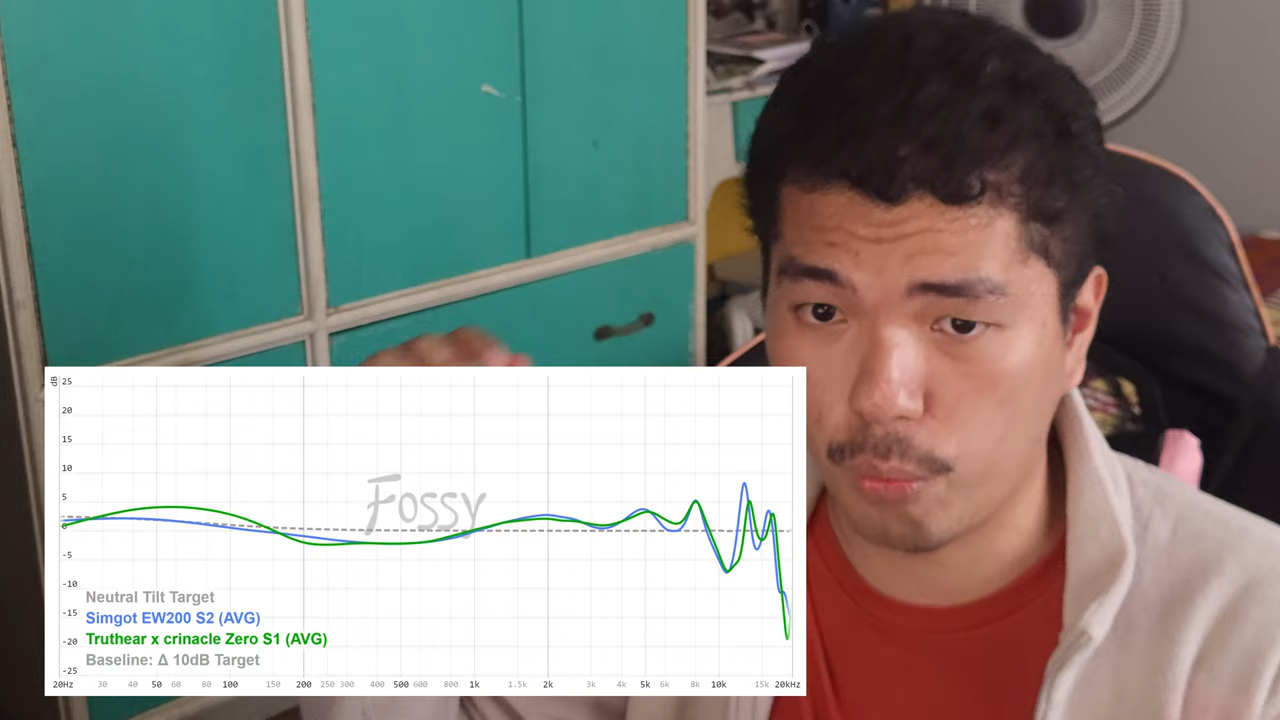 dB
25
20
15
10
5
0
-5
-10
-15
-20
-25
Fossy
Neutral Tilt Target
Simgot EW200 S2 (AVG)
Truthear x crinacle Zero S1 (AVG)
Baseline: Δ 10dB Target
20Hz 30 40 50 60 80 100 150 200 250 300 400 500 600 800 1k 1.5k 2k 3k 4k 5k 6k 8k 10k 15k 20kHz